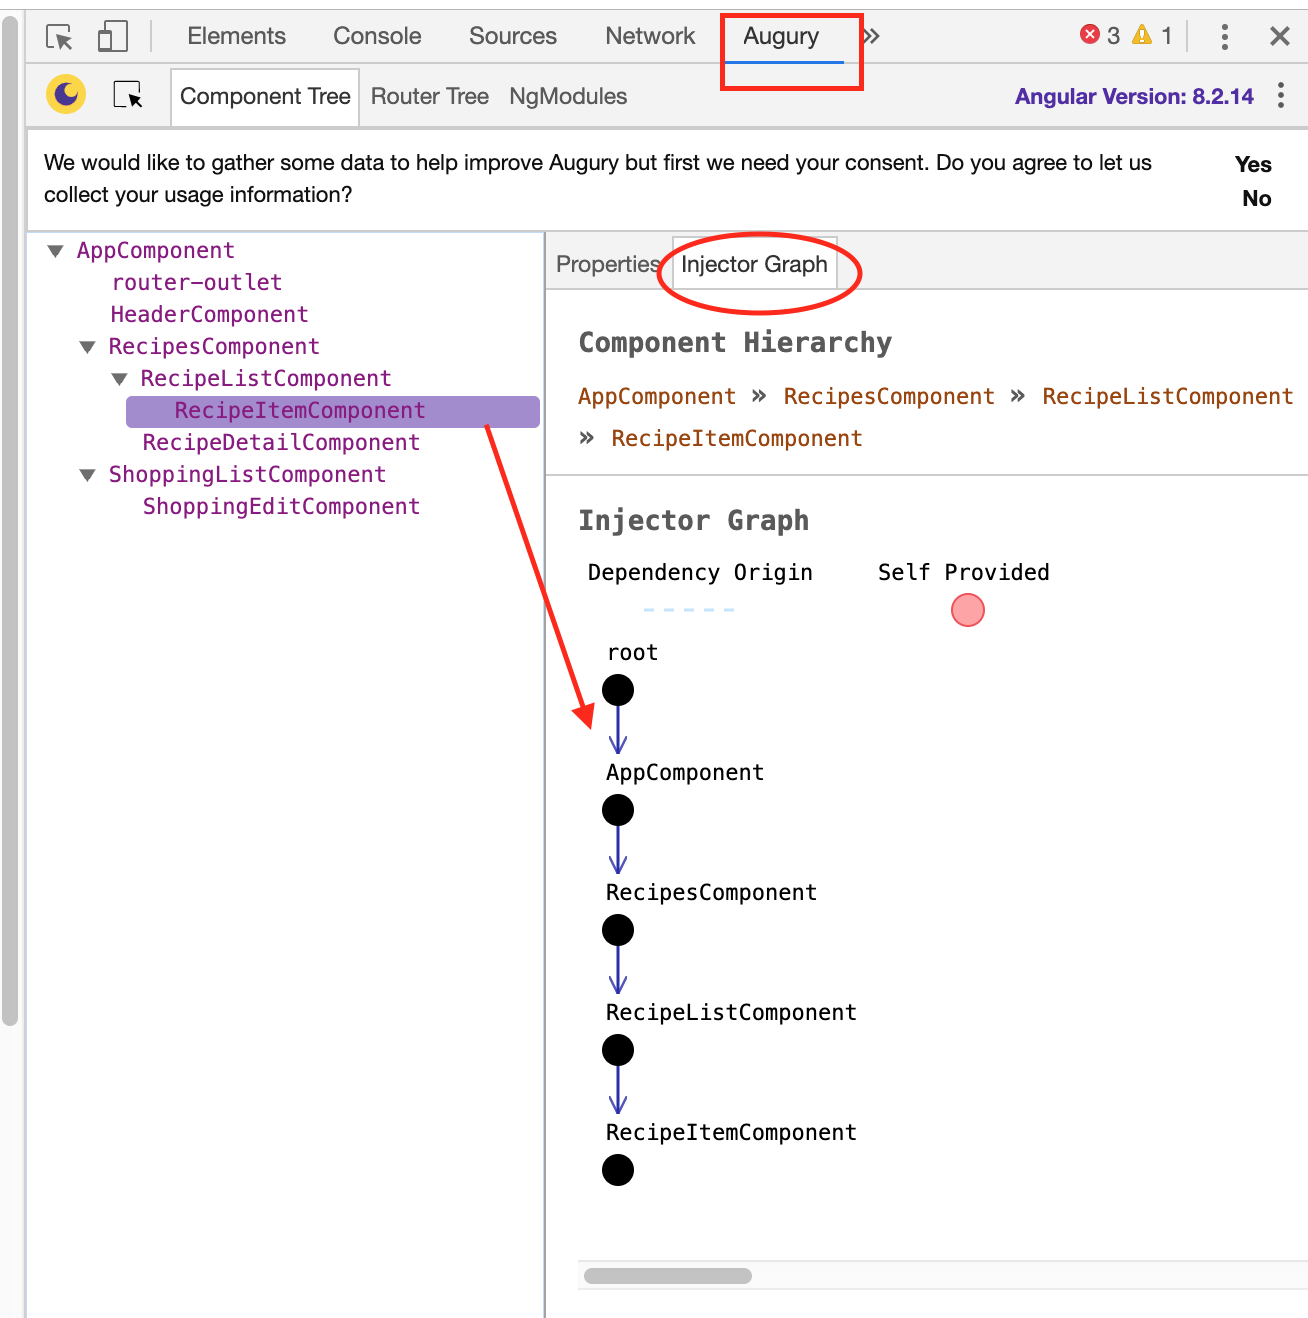 Elements Console Sources Network Augury » 3 1
Component Tree Router Tree NgModules Angular Version: 8.2.14
We would like to gather some data to help improve Augury but first we need your consent. Do you agree to let us
collect your usage information?
Yes
No
AppComponent
router-outlet
HeaderComponent
RecipesComponent
RecipeListComponent
RecipeItemComponent
RecipeDetailComponent
ShoppingListComponent
ShoppingEditComponent
Properties Injector Graph
Component Hierarchy
AppComponent » RecipesComponent » RecipeListComponent
» RecipeItemComponent
Injector Graph
Dependency Origin Self Provided
root
AppComponent
RecipesComponent
RecipeListComponent
RecipeItemComponent